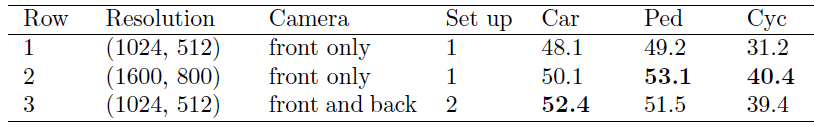 Row Resolution Camera Set up Car Ped Cyc
1 (1024, 512) front only 1 48.1 49.2 31.2
2 (1600, 800) front only 1 50.1 53.1 40.4
3 (1024, 512) front and back 2 52.4 51.5 39.4